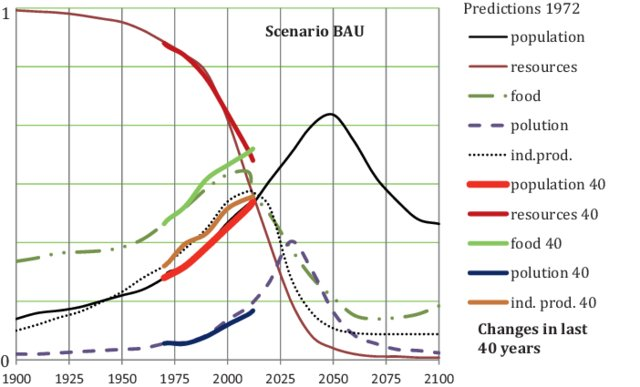 Predictions 1972
1
Scenario BAU
population
resources
food
polution
ind.prod.
population 40
resources 40
food 40
polution 40
ind. prod. 40
Changes in last
40 years
0
1900 1925 1950 1975 2000 2025 2050 2075 2100